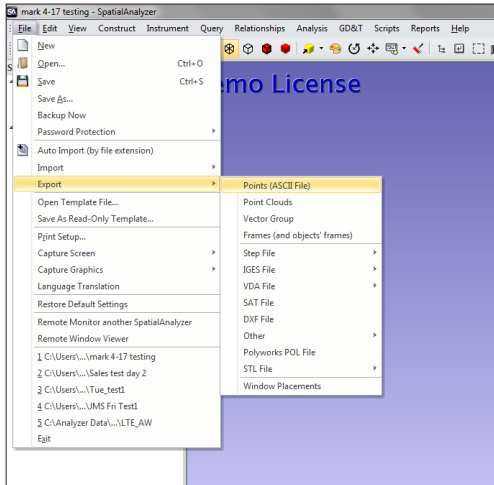 mark 4-17 testing - SpatialAnalyzer
File Edit View Construct Instrument Query Relationships Analysis GD&T Scripts Reports Help
New
Open... Ctrl+O
Save Ctrl+S
Save As...
Backup Now
Password Protection
Auto Import (by file extension)
Import
Export
Open Template File...
Save As Read-Only Template...
Print Setup...
Capture Screen
Capture Graphics
Language Translation
Restore Default Settings
Remote Monitor another SpatialAnalyzer
Remote Window Viewer
1 C:\Users\...\mark 4-17 testing
2 C:\Users\...\Sales test day 2
3 C:\Users\...\Tue_test1
4 C:\Users\...\JMS Fri Test1
5 C:\Analyzer Data\...\LTE_AW
Exit
Points (ASCII File)
Point Clouds
Vector Group
Frames (and objects' frames)
Step File
IGES File
VDA File
SAT File
DXF File
Other
Polyworks POL File
STL File
Window Placements
emo License